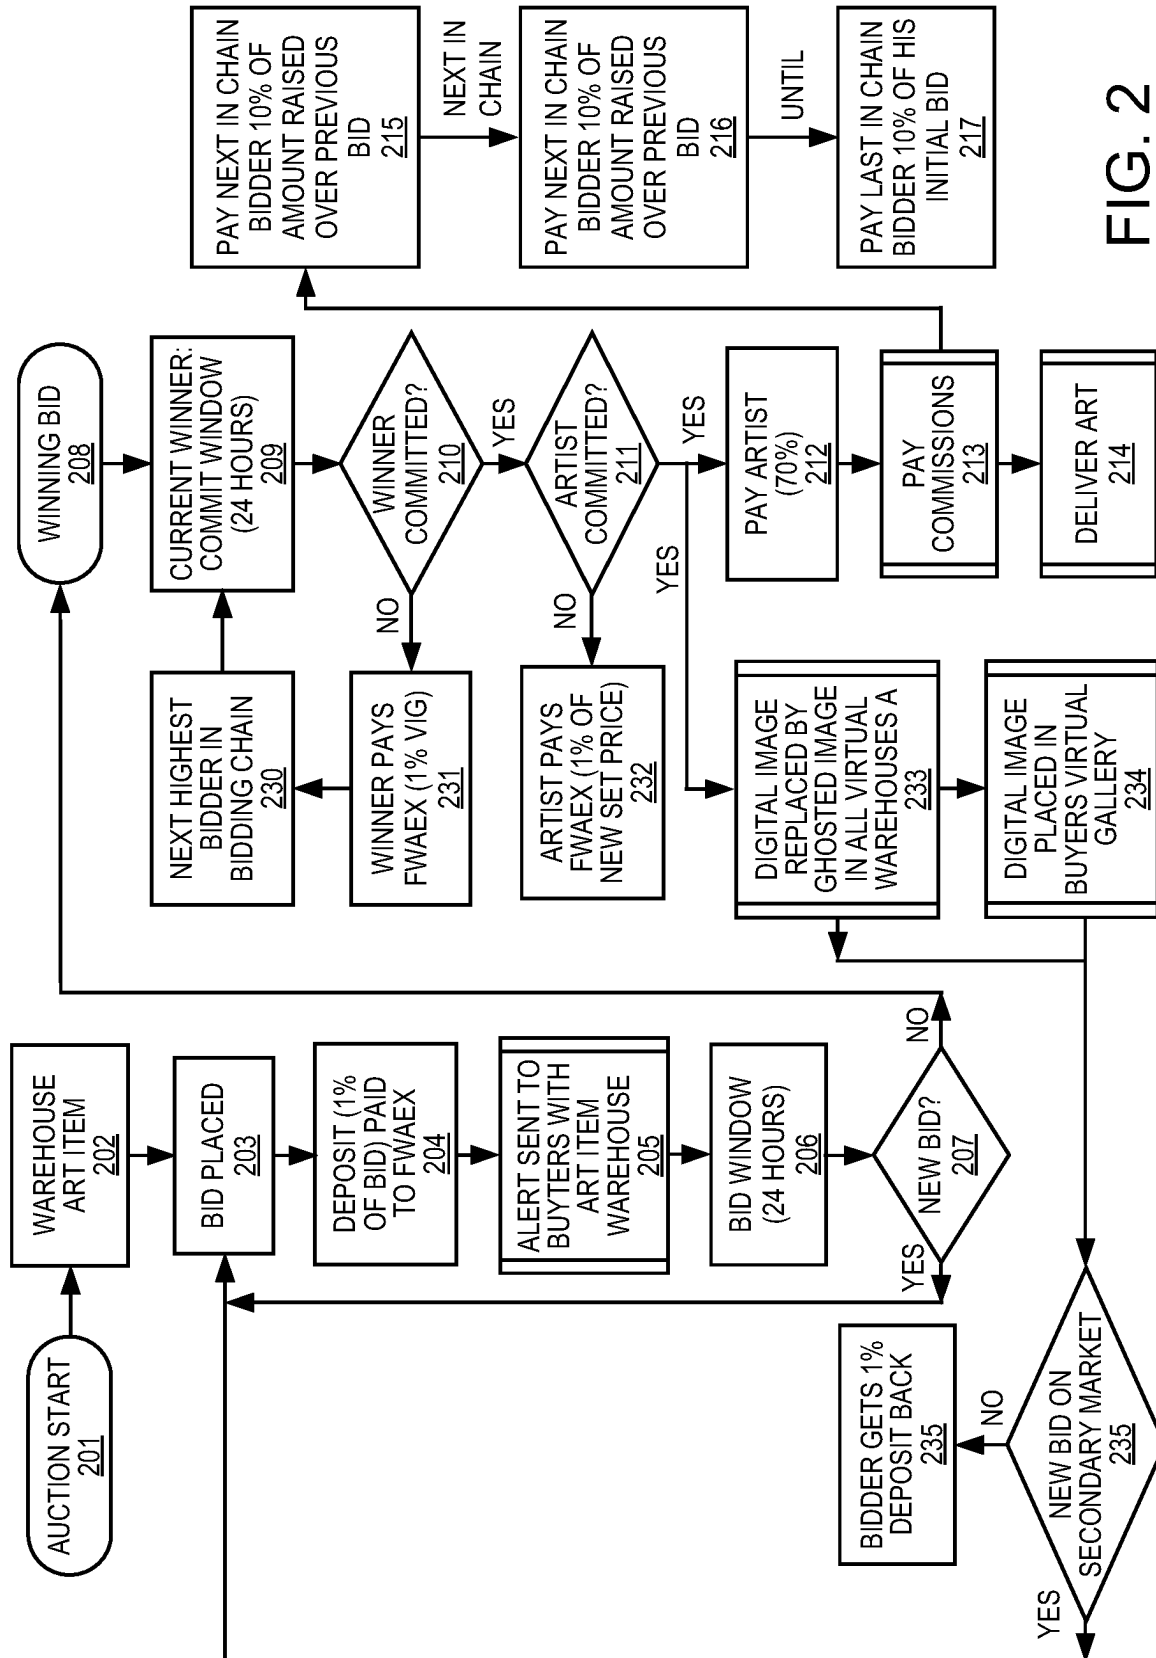 AUCTION START
201
WAREHOUSE
ART ITEM
202
BID PLACED
203
DEPOSIT (1%
OF BID) PAID
TO FWAEX
204
ALERT SENT TO
BUYTERS WITH
ART ITEM
WAREHOUSE
205
BID WINDOW
(24 HOURS)
206
NEW BID?
207
YES
NO
BIDDER GETS 1%
DEPOSIT BACK
235
NO
NEW BID ON
SECONDARY MARKET
235
YES
WINNING BID
208
CURRENT WINNER:
COMMIT WINDOW
(24 HOURS)
209
NEXT HIGHEST
BIDDER IN
BIDDING CHAIN
230
WINNER
COMMITTED?
210
NO
YES
WINNER PAYS
FWAEX (1% VIG)
231
ARTIST
COMMITTED?
211
NO
YES
YES
ARTIST PAYS
FWAEX (1% OF
NEW SET PRICE)
232
PAY ARTIST
(70%)
212
DIGITAL IMAGE
REPLACED BY
GHOSTED IMAGE
IN ALL VIRTUAL
WAREHOUSES A
233
PAY
COMMISSIONS
213
DIGITAL IMAGE
PLACED IN
BUYERS VIRTUAL
GALLERY
234
DELIVER ART
214
PAY NEXT IN CHAIN
BIDDER 10% OF
AMOUNT RAISED
OVER PREVIOUS
BID
215
NEXT IN
CHAIN
PAY NEXT IN CHAIN
BIDDER 10% OF
AMOUNT RAISED
OVER PREVIOUS
BID
216
UNTIL
PAY LAST IN CHAIN
BIDDER 10% OF HIS
INITIAL BID
217
FIG. 2